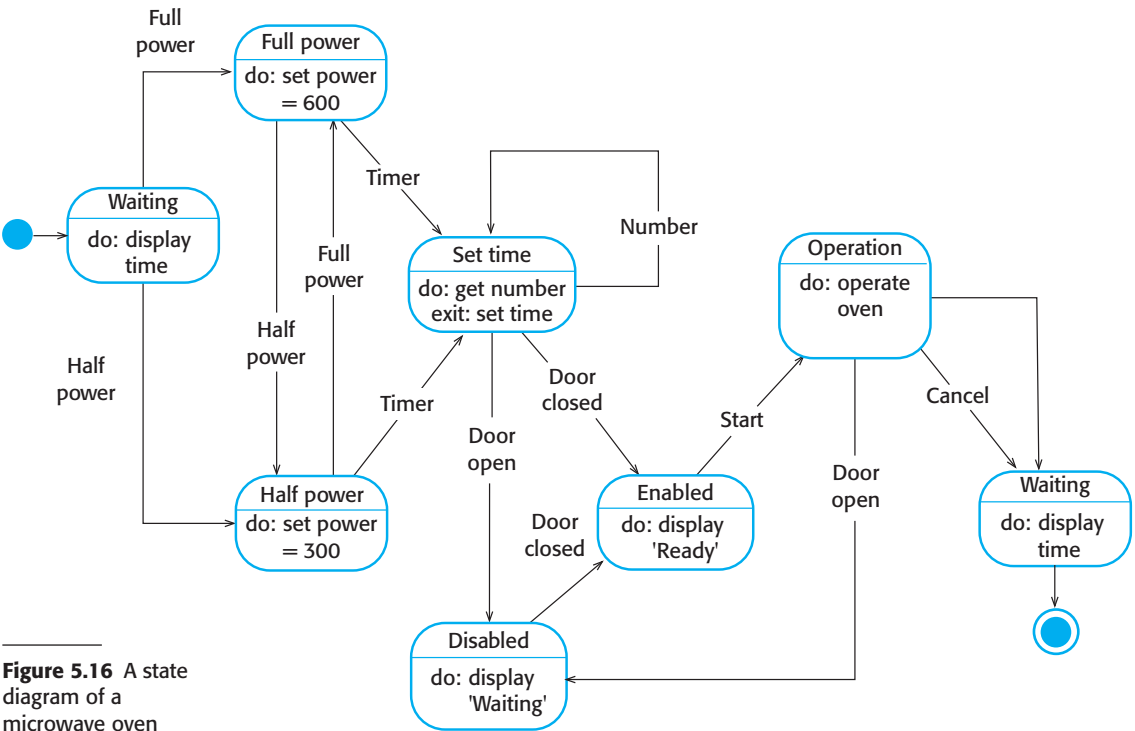 Full
power
Full power
do: set power
= 600
Timer
Waiting
do: display
time
Number
Full
power
Set time
do: get number
exit: set time
Operation
do: operate
oven
Half
power
Half
power
Timer
Door
closed
Door
open
Start
Cancel
Door
open
Half power
do: set power
= 300
Door
closed
Enabled
do: display
'Ready'
Waiting
do: display
time
Disabled
do: display
'Waiting'
Figure 5.16 A state
diagram of a
microwave oven